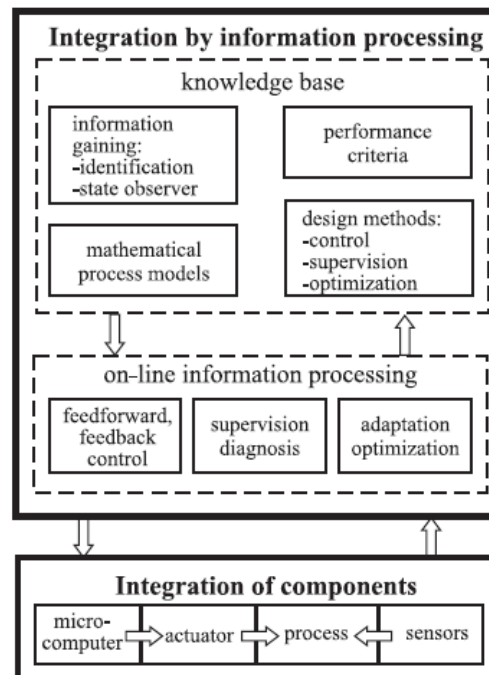 Integration by information processing
knowledge base
information
gaining:
-identification
-state observer
performance
criteria
mathematical
process models
design methods:
-control
-supervision
-optimization
on-line information processing
feedforward,
feedback
control
supervision
diagnosis
adaptation
optimization
Integration of components
micro-
computer
actuator
process
sensors